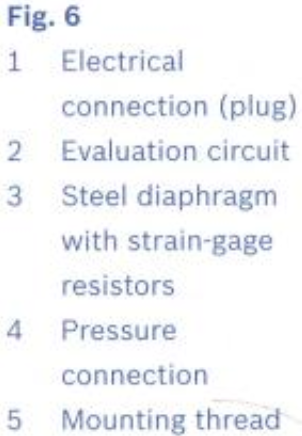 Fig. 6
1 Electrical
connection (plug)
2 Evaluation circuit
3 Steel diaphragm
with strain-gage
resistors
4 Pressure
connection
5 Mounting thread